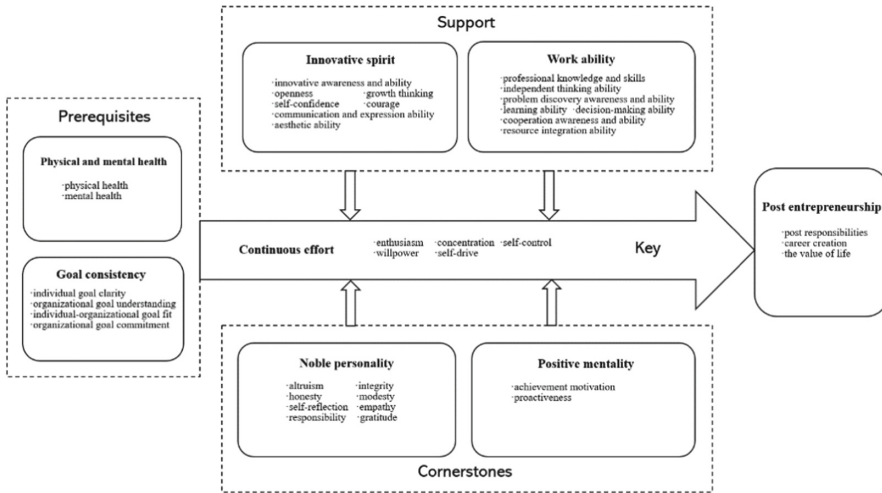 Support
Innovative spirit
·innovative awareness and ability
·openness ·growth thinking
·self-confidence ·courage
·communication and expression ability
·aesthetic ability
Work ability
·professional knowledge and skills
·independent thinking ability
·problem discovery awareness and ability
·learning ability ·decision-making ability
·cooperation awareness and ability
·resource integration ability
Prerequisites
Physical and mental health
·physical health
·mental health
Goal consistency
·individual goal clarity
·organizational goal understanding
·individual-organizational goal fit
·organizational goal commitment
Continuous effort
·enthusiasm ·concentration ·self-control
·willpower ·self-drive
Key
Post entrepreneurship
·post responsibilities
·career creation
·the value of life
Noble personality
·altruism ·integrity
·honesty ·modesty
·self-reflection ·empathy
·responsibility ·gratitude
Positive mentality
·achievement motivation
·proactiveness
Cornerstones